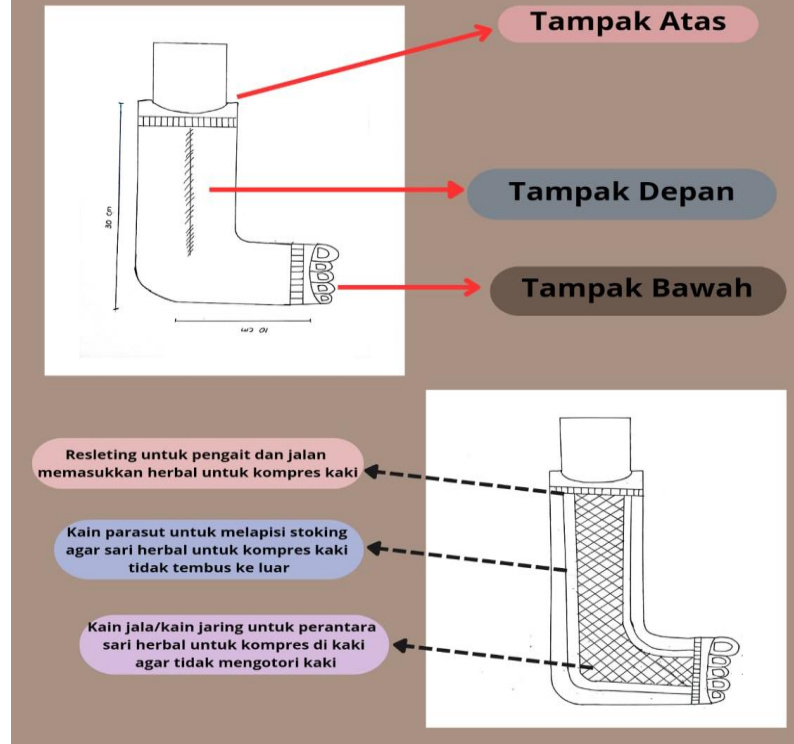 Tampak Atas
Tampak Depan
30 cm
Tampak Bawah
10 cm
Resleting untuk pengait dan jalan
memasukkan herbal untuk kompres kaki
Kain parasut untuk melapisi stoking
agar sari herbal untuk kompres kaki
tidak tembus ke luar
Kain jala/kain jaring untuk perantara
sari herbal untuk kompres di kaki
agar tidak mengotori kaki